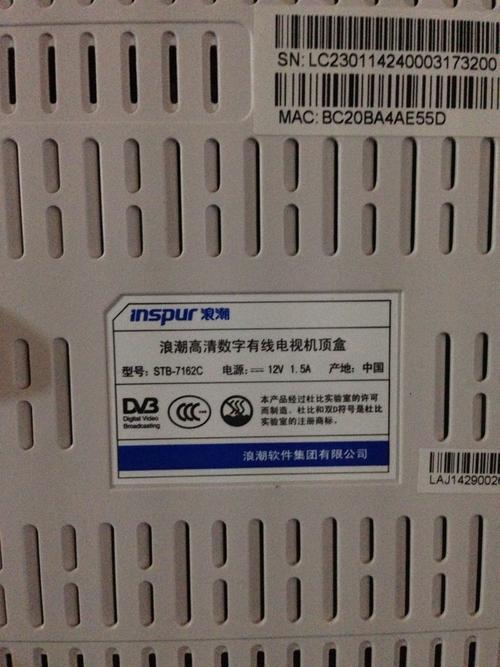 SN: LC230114240003173200
MAC: BC20BA4AE55D
inspur 浪潮
浪潮高清数字有线电视机顶盒
型号: STB-7162C 电源: 12V 1.5A 产地: 中国
DVB
Digital Video
Broadcasting
CCC
本产品经过杜比实验室的许可
而制造。杜比和双D符号是杜比
实验室的注册商标。
浪潮软件集团有限公司
LAJ1429002